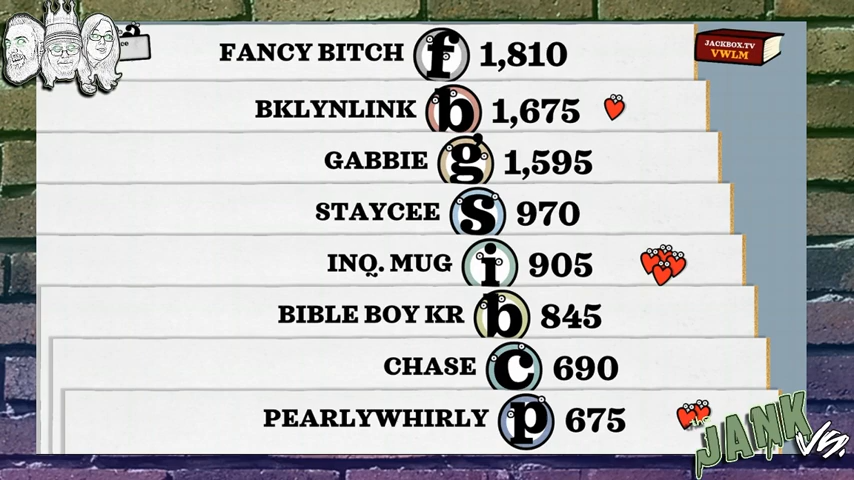 ce
JACKBOX.TV
VWLM
FANCY BITCH f 1,810
BKLYNLINK b 1,675
GABBIE g 1,595
STAYCEE s 970
INQ. MUG i 905
BIBLE BOY KR b 845
CHASE c 690
PEARLYWHIRLY p 675
JANK
VS.